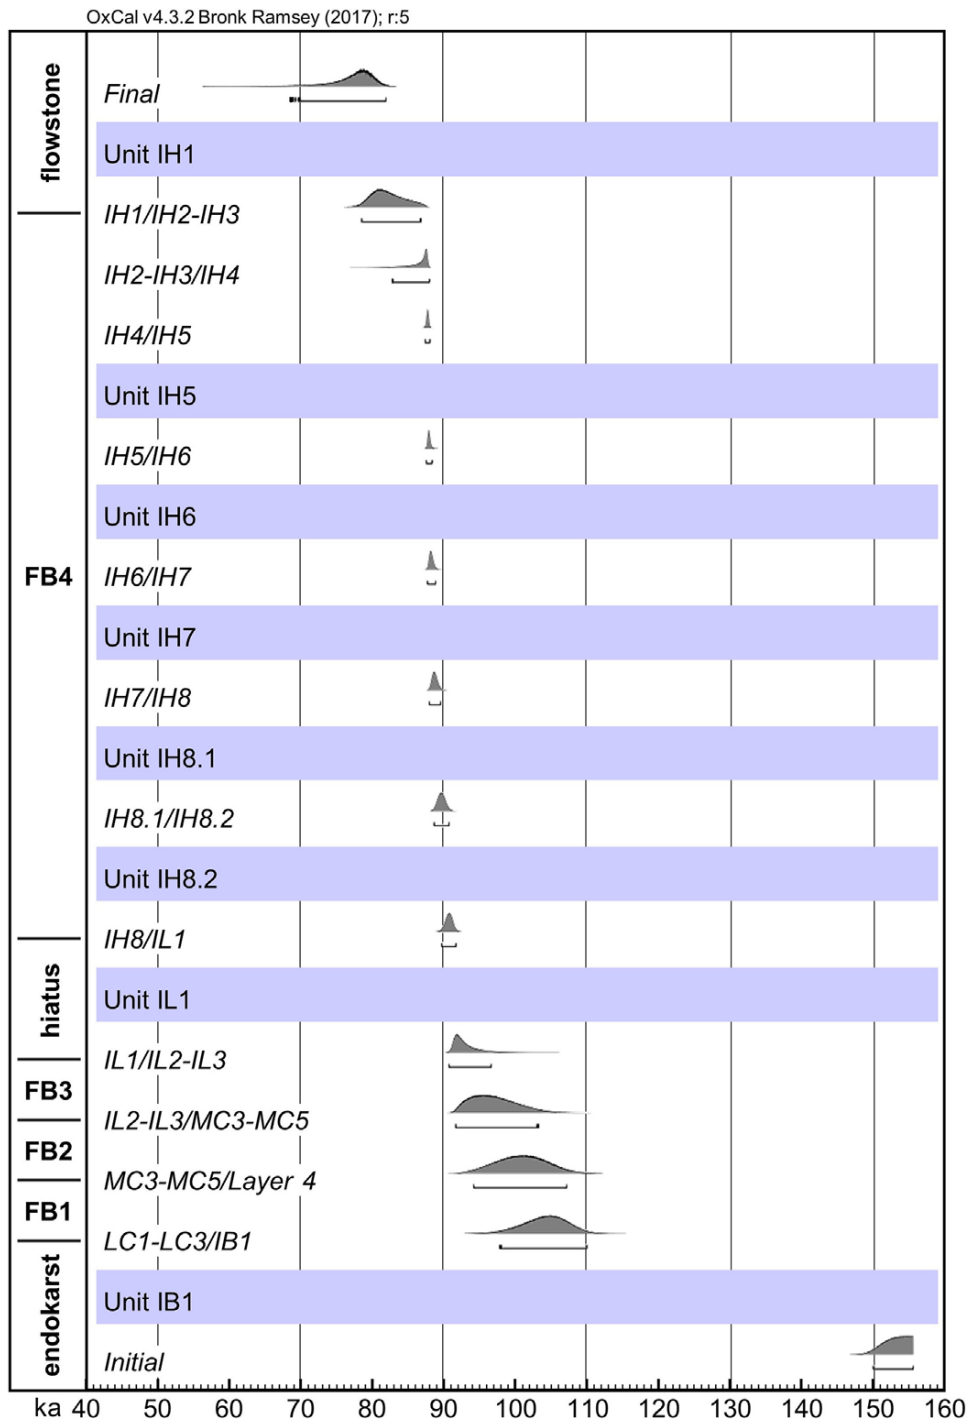 OxCal v4.3.2 Bronk Ramsey (2017); r:5
flowstone
Final
Unit IH1
IH1/IH2-IH3
IH2-IH3/IH4
IH4/IH5
Unit IH5
IH5/IH6
Unit IH6
FB4
IH6/IH7
Unit IH7
IH7/IH8
Unit IH8.1
IH8.1/IH8.2
Unit IH8.2
IH8/IL1
hiatus
Unit IL1
IL1/IL2-IL3
FB3
IL2-IL3/MC3-MC5
FB2
MC3-MC5/Layer 4
FB1
LC1-LC3/IB1
endokarst
Unit IB1
Initial
ka 40 50 60 70 80 90 100 110 120 130 140 150 160